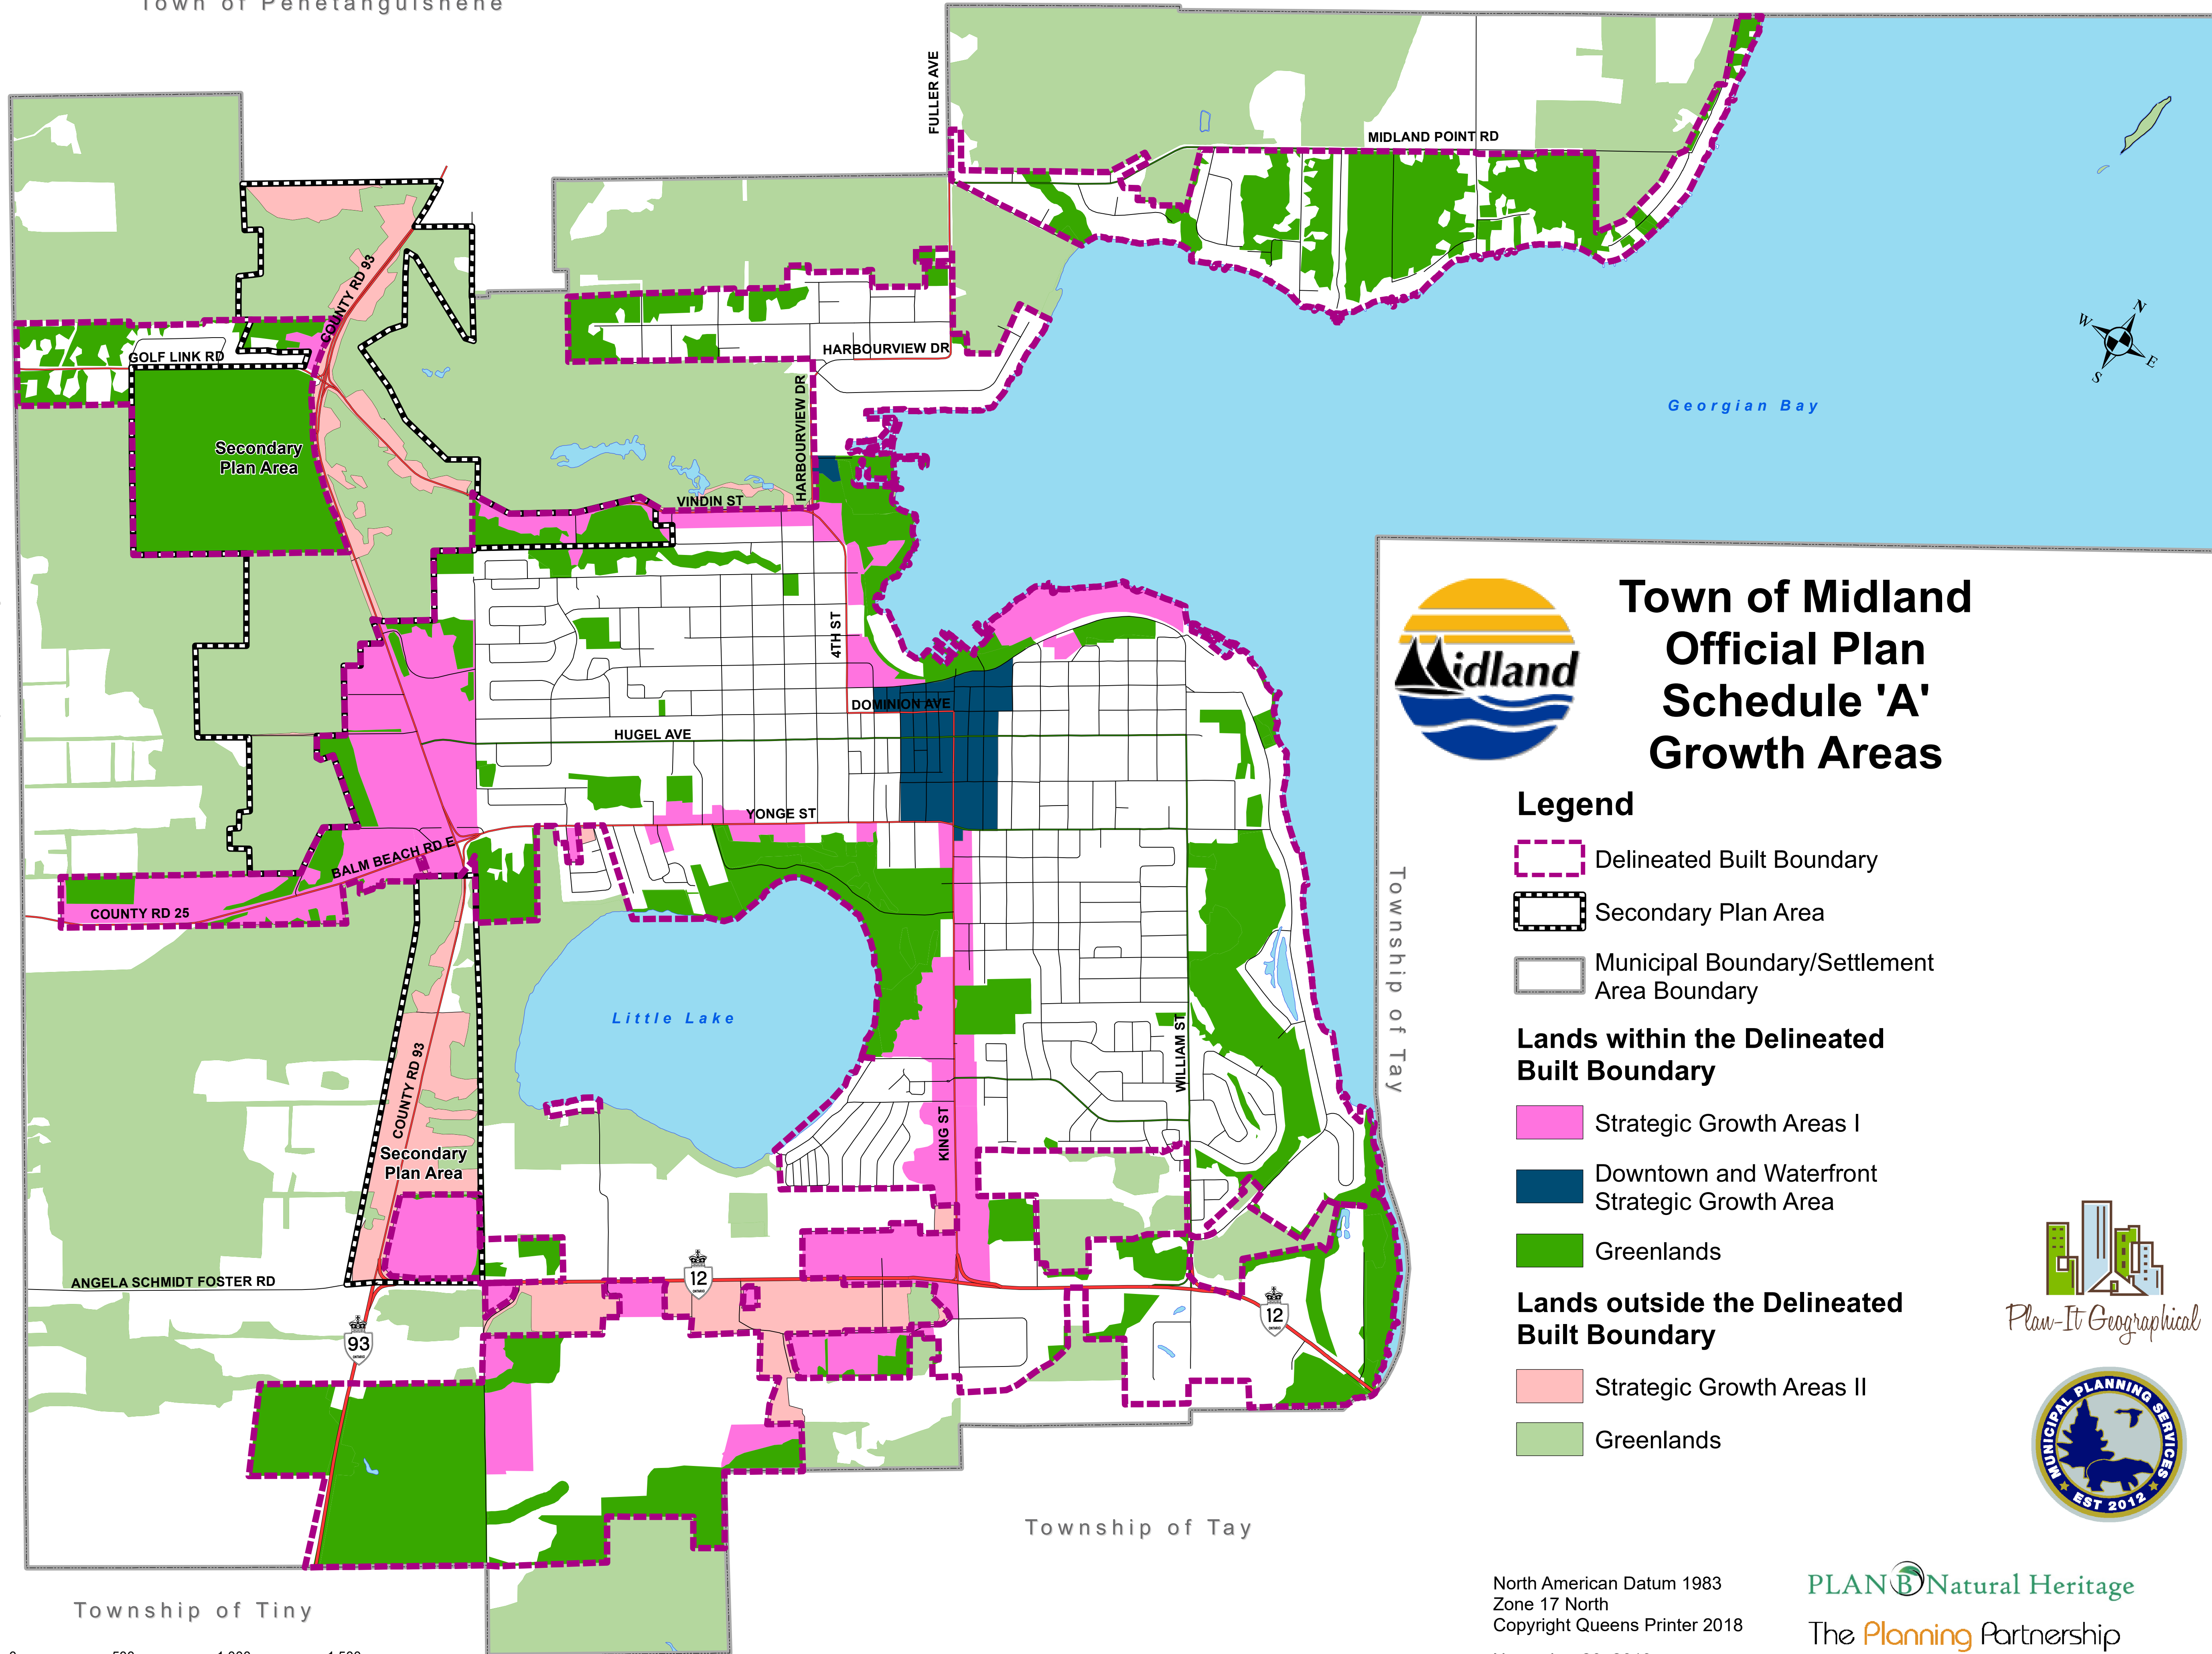 Town of Penetanguishene
FULLER AVE
MIDLAND POINT RD
COUNTY RD 93
GOLF LINK RD
HARBOURVIEW DR
HARBOURVIEW DR
N
W
E
S
Georgian Bay
Secondary
Plan Area
VINDIN ST
4TH ST
DOMINION AVE
HUGEL AVE
YONGE ST
BALM BEACH RD E
COUNTY RD 25
Little Lake
COUNTY RD 93
WILLIAM ST
KING ST
Secondary
Plan Area
ANGELA SCHMIDT FOSTER RD
12
ONTARIO
12
ONTARIO
93
ONTARIO
Township of Tay
Township of Tay
Township of Tiny
Midland
Town of Midland
Official Plan
Schedule 'A'
Growth Areas
Legend
Delineated Built Boundary
Secondary Plan Area
Municipal Boundary/Settlement
Area Boundary
Lands within the Delineated
Built Boundary
Strategic Growth Areas I
Downtown and Waterfront
Strategic Growth Area
Greenlands
Lands outside the Delineated
Built Boundary
Strategic Growth Areas II
Greenlands
Plan-It Geographical
MUNICIPAL PLANNING SERVICES
EST 2012
North American Datum 1983
Zone 17 North
Copyright Queens Printer 2018
PLAN B Natural Heritage
The Planning Partnership